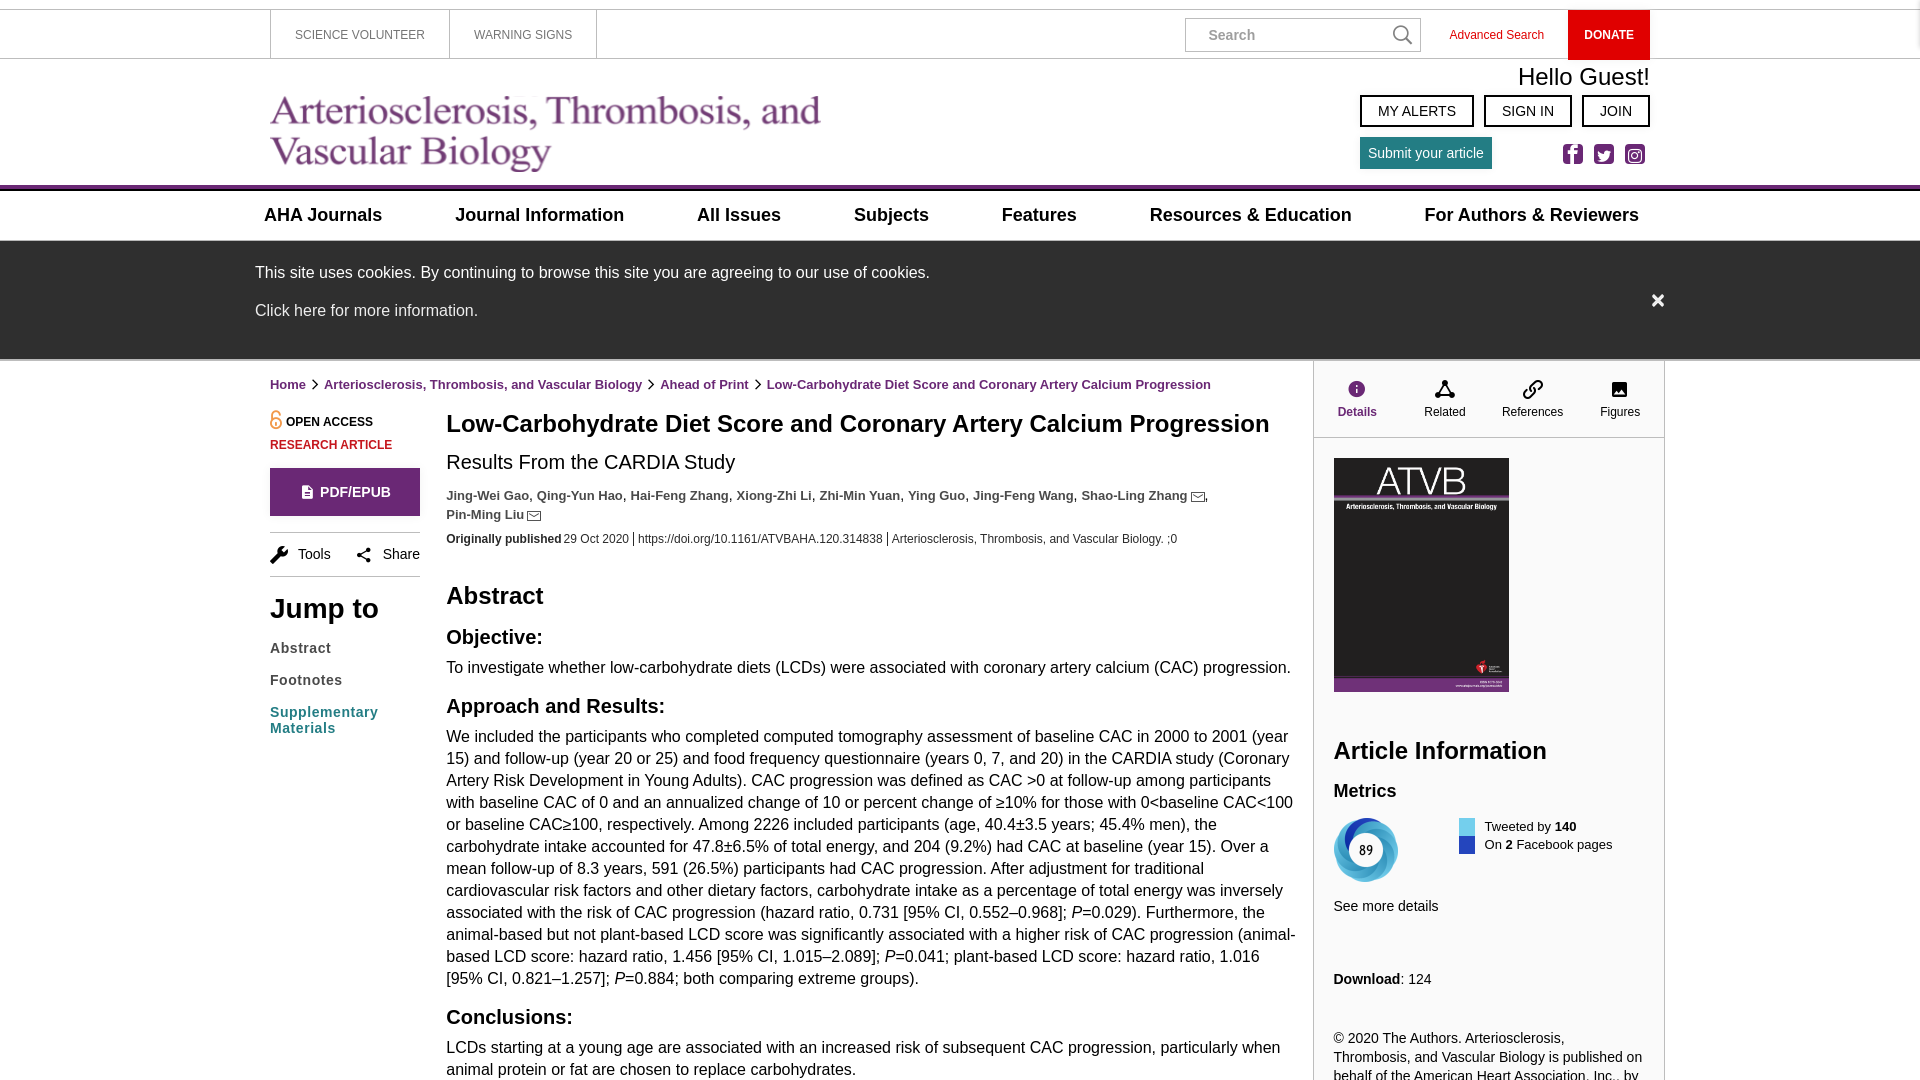 SCIENCE VOLUNTEER
WARNING SIGNS
Search
Advanced Search
DONATE
Hello Guest!
MY ALERTS
SIGN IN
JOIN
Arteriosclerosis, Thrombosis, and
Vascular Biology
Submit your article
AHA Journals
Journal Information
All Issues
Subjects
Features
Resources & Education
For Authors & Reviewers
This site uses cookies. By continuing to browse this site you are agreeing to our use of cookies.
Click here for more information.
×
Home
Arteriosclerosis, Thrombosis, and Vascular Biology
Ahead of Print
Low-Carbohydrate Diet Score and Coronary Artery Calcium Progression
OPEN ACCESS
RESEARCH ARTICLE
PDF/EPUB
Tools
Share
Jump to
Abstract
Footnotes
Supplementary
Materials
Low-Carbohydrate Diet Score and Coronary Artery Calcium Progression
Results From the CARDIA Study
Jing-Wei Gao, Qing-Yun Hao, Hai-Feng Zhang, Xiong-Zhi Li, Zhi-Min Yuan, Ying Guo, Jing-Feng Wang, Shao-Ling Zhang ,
Pin-Ming Liu
Originally published 29 Oct 2020 | https://doi.org/10.1161/ATVBAHA.120.314838 | Arteriosclerosis, Thrombosis, and Vascular Biology. ;0
Abstract
Objective:
To investigate whether low-carbohydrate diets (LCDs) were associated with coronary artery calcium (CAC) progression.
Approach and Results:
We included the participants who completed computed tomography assessment of baseline CAC in 2000 to 2001 (year
15) and follow-up (year 20 or 25) and food frequency questionnaire (years 0, 7, and 20) in the CARDIA study (Coronary
Artery Risk Development in Young Adults). CAC progression was defined as CAC >0 at follow-up among participants
with baseline CAC of 0 and an annualized change of 10 or percent change of ≥10% for those with 0<baseline CAC<100
or baseline CAC≥100, respectively. Among 2226 included participants (age, 40.4±3.5 years; 45.4% men), the
carbohydrate intake accounted for 47.8±6.5% of total energy, and 204 (9.2%) had CAC at baseline (year 15). Over a
mean follow-up of 8.3 years, 591 (26.5%) participants had CAC progression. After adjustment for traditional
cardiovascular risk factors and other dietary factors, carbohydrate intake as a percentage of total energy was inversely
associated with the risk of CAC progression (hazard ratio, 0.731 [95% CI, 0.552–0.968]; P=0.029). Furthermore, the
animal-based but not plant-based LCD score was significantly associated with a higher risk of CAC progression (animal-
based LCD score: hazard ratio, 1.456 [95% CI, 1.015–2.089]; P=0.041; plant-based LCD score: hazard ratio, 1.016
[95% CI, 0.821–1.257]; P=0.884; both comparing extreme groups).
Conclusions:
LCDs starting at a young age are associated with an increased risk of subsequent CAC progression, particularly when
animal protein or fat are chosen to replace carbohydrates.
Details
Related
References
Figures
ATVB
Arteriosclerosis, Thrombosis, and Vascular Biology
Article Information
Metrics
89
Tweeted by 140
On 2 Facebook pages
See more details
Download: 124
© 2020 The Authors. Arteriosclerosis,
Thrombosis, and Vascular Biology is published on
behalf of the American Heart Association, Inc., by